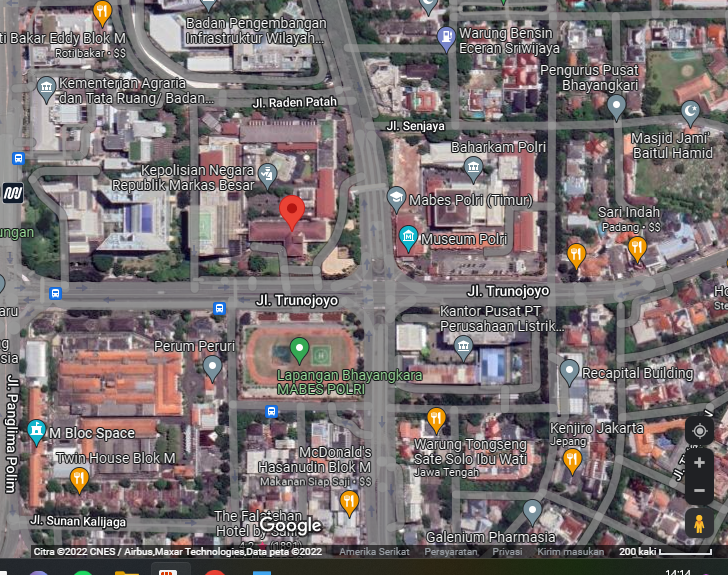 Badan Pengembangan
Infrastruktur Wilayah...
Warung Bensin
Eceran Sriwijaya
ti Bakar Eddy Blok M
Roti bakar • $$
Pengurus Pusat
Bhayangkari
Kementerian Agraria
dan Tata Ruang/ Badan...
Jl. Raden Patah
Jl. Senjaya
Masjid Jami'
Baitul Hamid
Baharkam Polri
Kepolisian Negara
Republik Markas Besar
Mabes Polri (Timur)
Sari Indah
Padang • $$
ungan
Museum Polri
Jl. Trunojoyo
Jl. Trunojoyo
Ho
Ste
aru
Kantor Pusat PT.
Perusahaan Listrik...
ng
sia
Perum Peruri
Lapangan Bhayangkara
MABES POLRI
Recapital Building
Jl. Panglima Polim
M Bloc Space
Kenjiro Jakarta
Jepang
Warung Tongseng
Sate Solo Ibu Wati
Jawa Tengah
McDonald's
Hasanudin Blok M
Makanan Siap Saji • $$
Twin House Blok M
Jl. Sunan Kalijaga
The Falatehan
Hotel by Sa
Google
Galenium Pharmasia
Citra ©2022 CNES / Airbus,Maxar Technologies,Data peta ©2022
Amerika Serikat
Persyaratan
Privasi
Kirim masukan
200 kaki
14:14